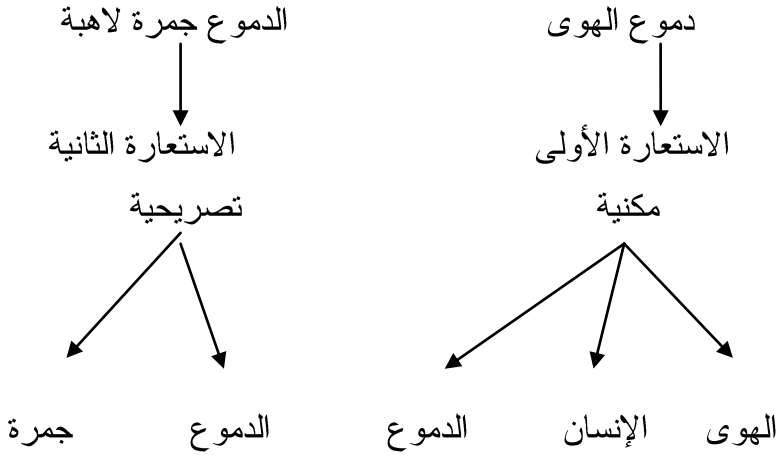 دموع الهوى
الدموع جمرة لاهبة
الاستعارة الأولى
الاستعارة الثانية
مكنية
تصريحية
الهوى
الإنسان
الدموع
الدموع
جمرة